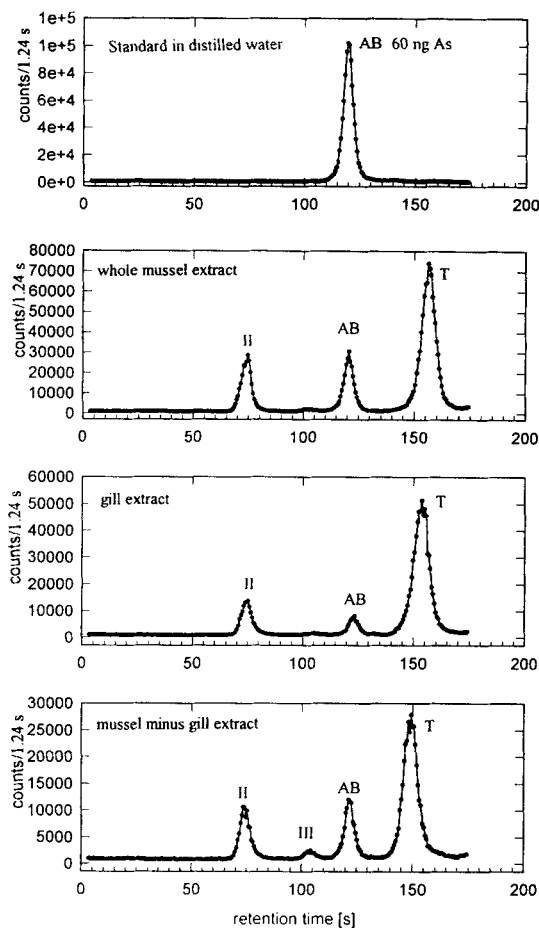 Standard in distilled water
AB 60 ng As
counts/1.24 s
1e+5
8e+4
6e+4
4e+4
2e+4
0e+0
0 50 100 150 200
whole mussel extract
II
AB
T
counts/1.24 s
80000
70000
60000
50000
40000
30000
20000
10000
0
0 50 100 150 200
gill extract
II
AB
T
counts/1.24 s
60000
50000
40000
30000
20000
10000
0
0 50 100 150 200
mussel minus gill extract
II
III
AB
T
counts/1.24 s
30000
25000
20000
15000
10000
5000
0
0 50 100 150 200
retention time [s]